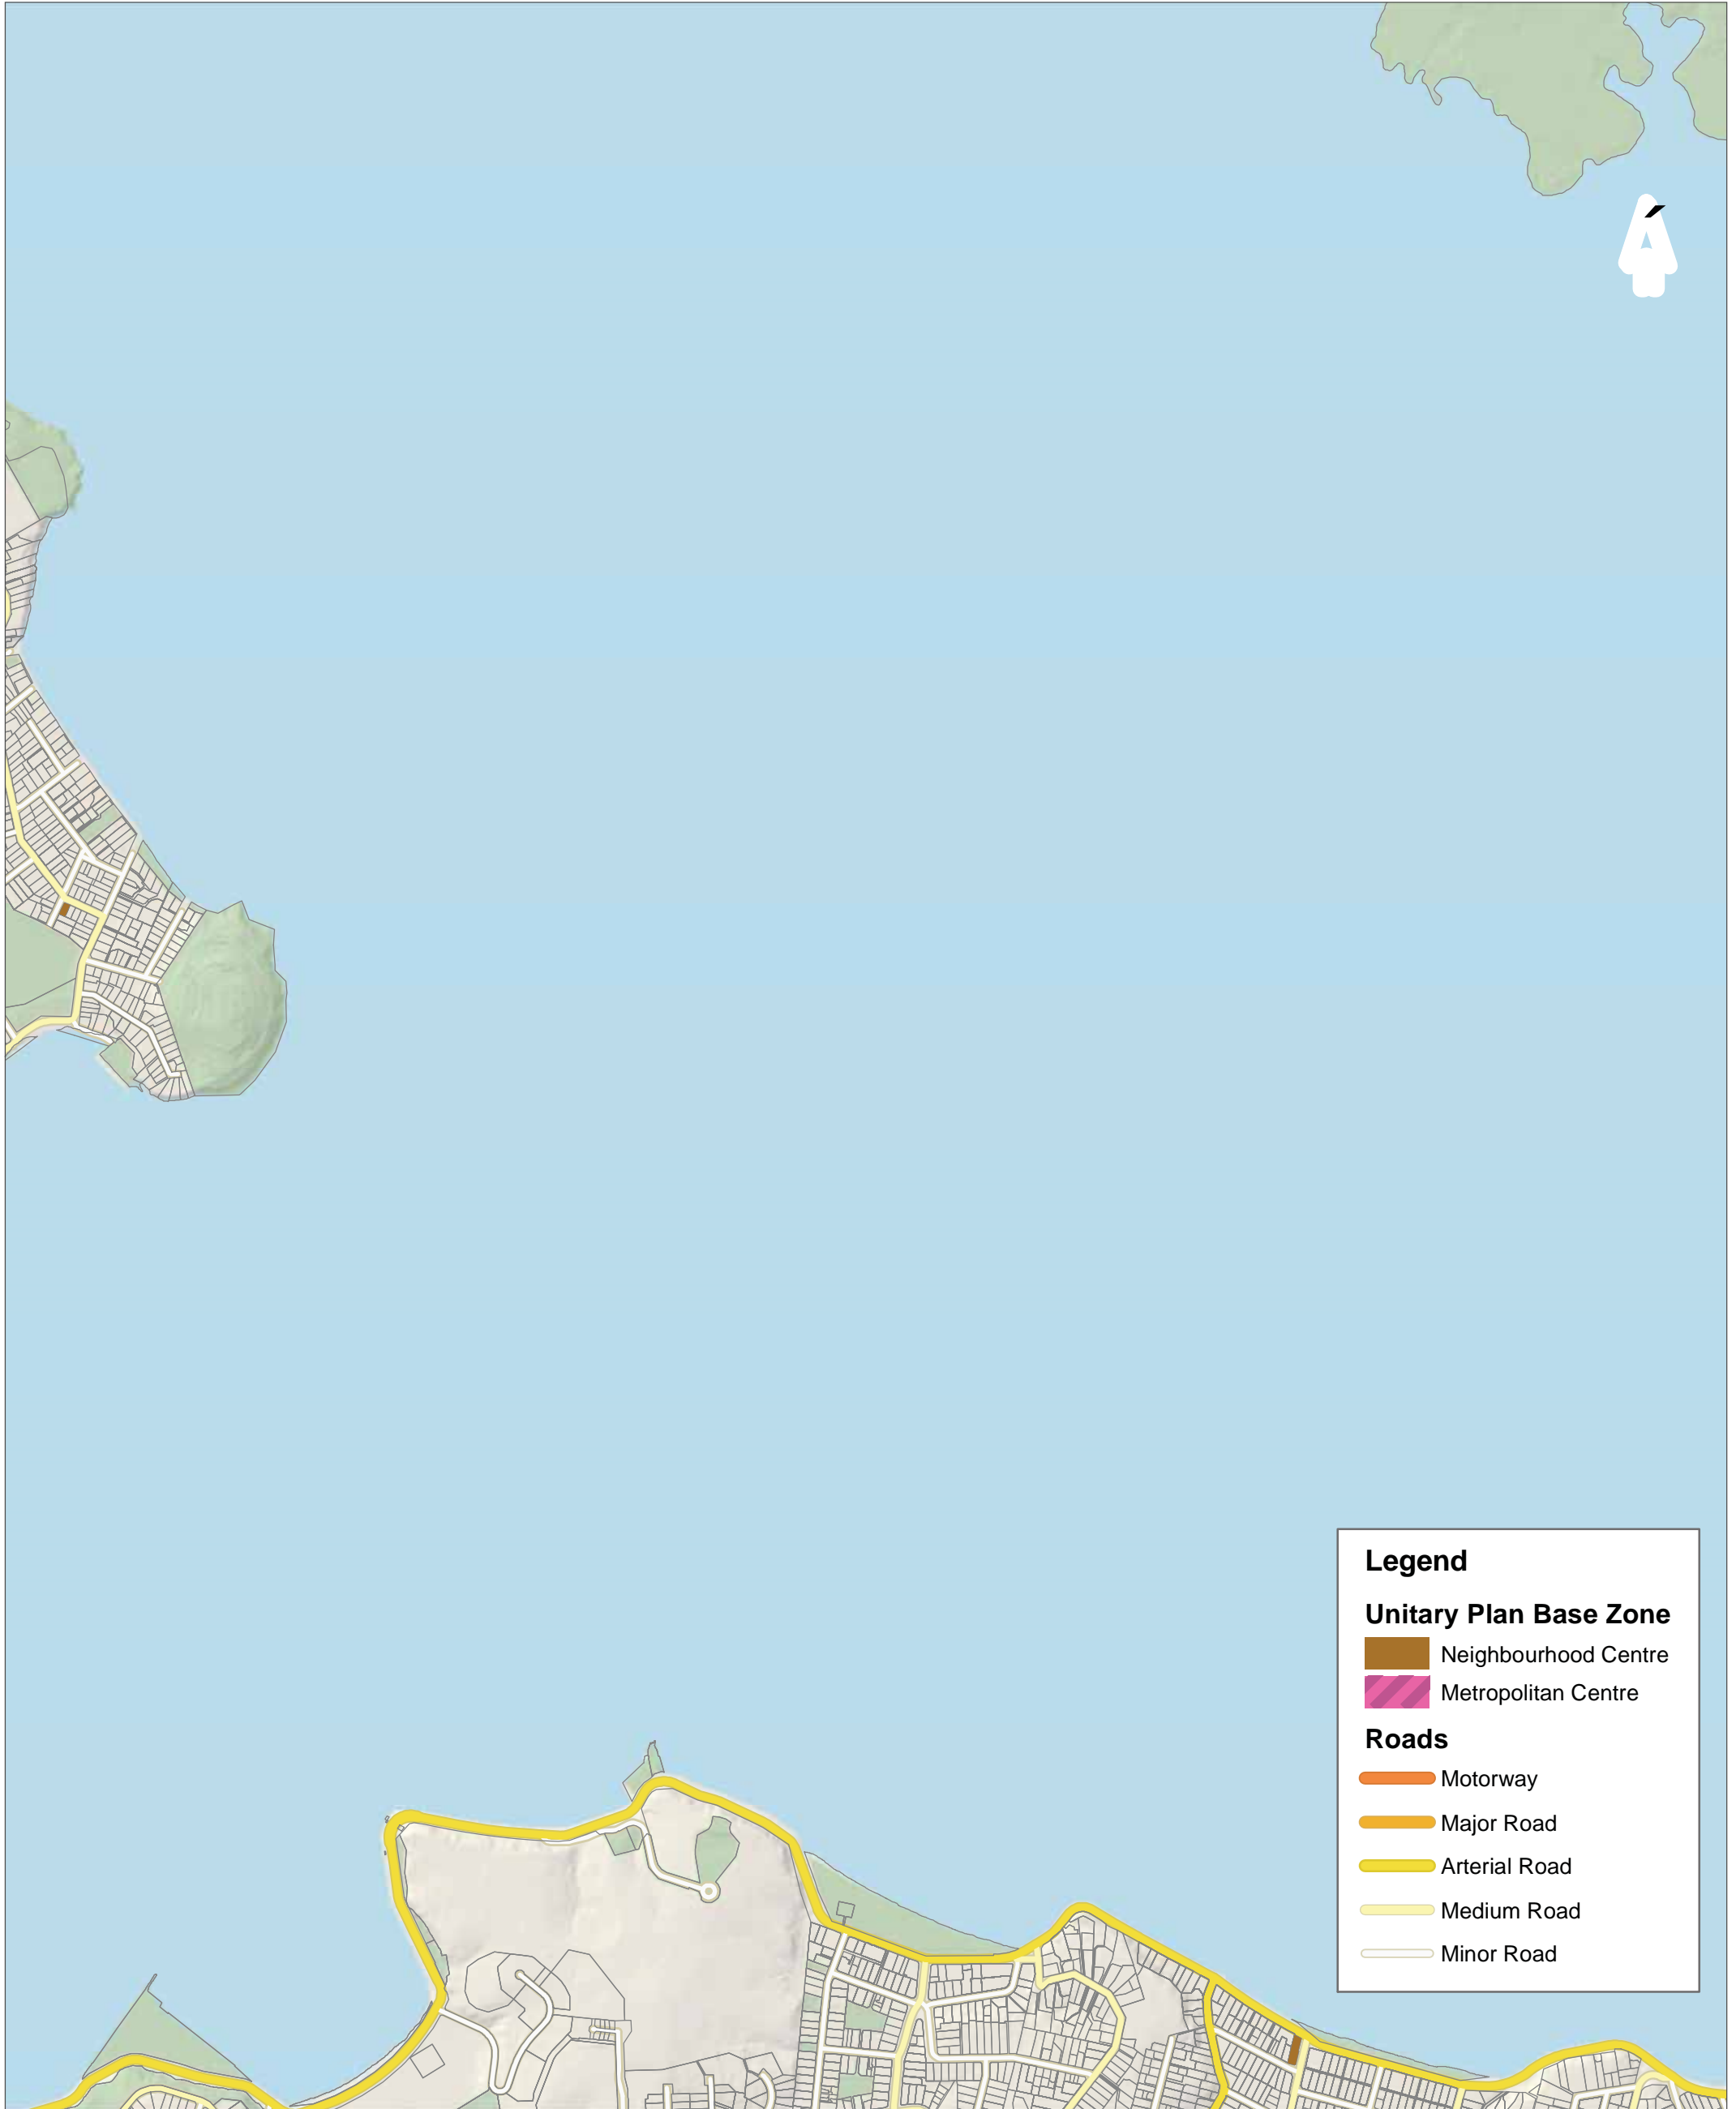 Legend
Unitary Plan Base Zone
Neighbourhood Centre
Metropolitan Centre
Roads
Motorway
Major Road
Arterial Road
Medium Road
Minor Road